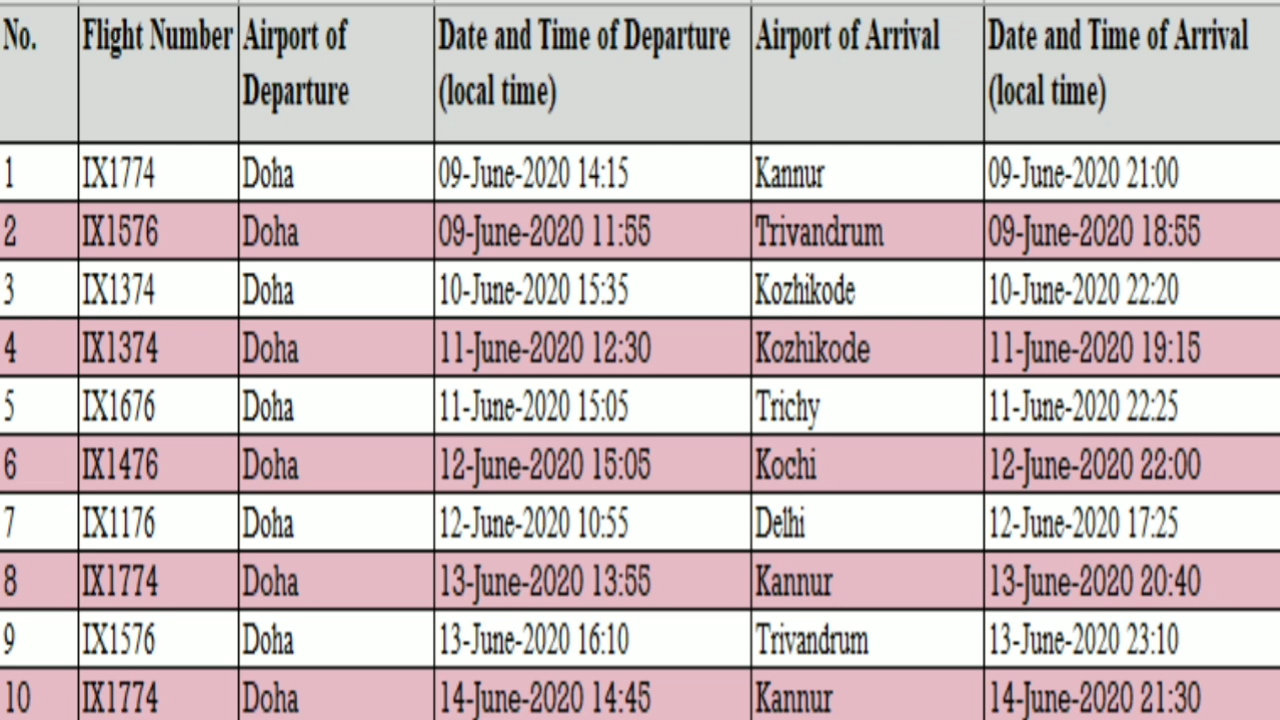 No. Flight Number Airport of Departure Date and Time of Departure (local time) Airport of Arrival Date and Time of Arrival (local time)
1 IX1774 Doha 09-June-2020 14:15 Kannur 09-June-2020 21:00
2 IX1576 Doha 09-June-2020 11:55 Trivandrum 09-June-2020 18:55
3 IX1374 Doha 10-June-2020 15:35 Kozhikode 10-June-2020 22:20
4 IX1374 Doha 11-June-2020 12:30 Kozhikode 11-June-2020 19:15
5 IX1676 Doha 11-June-2020 15:05 Trichy 11-June-2020 22:25
6 IX1476 Doha 12-June-2020 15:05 Kochi 12-June-2020 22:00
7 IX1176 Doha 12-June-2020 10:55 Delhi 12-June-2020 17:25
8 IX1774 Doha 13-June-2020 13:55 Kannur 13-June-2020 20:40
9 IX1576 Doha 13-June-2020 16:10 Trivandrum 13-June-2020 23:10
10 IX1774 Doha 14-June-2020 14:45 Kannur 14-June-2020 21:30